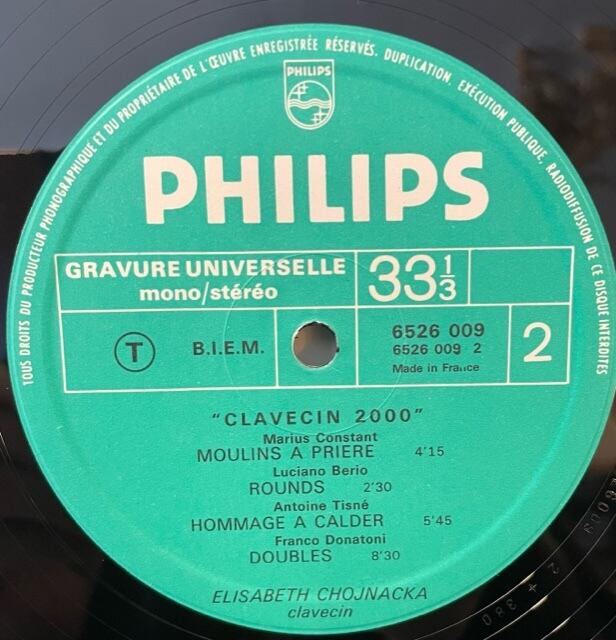 TOUS DROITS DU PRODUCTEUR PHONOGRAPHIQUE ET DU PROPRIÉTAIRE DE L'ŒUVRE ENREGISTRÉE RÉSERVÉS. DUPLICATION, EXÉCUTION PUBLIQUE, RADIODIFFUSION DE CE DISQUE INTERDITES
PHILIPS
PHILIPS
GRAVURE UNIVERSELLE
mono/stéréo
33 1/3
T B.I.E.M.
6526 009
6526 009 2
Made in France
2
"CLAVECIN 2000"
Marius Constant
MOULINS A PRIERE 4'15
Luciano Berio
ROUNDS 2'30
Antoine Tisné
HOMMAGE A CALDER 5'45
Franco Donatoni
DOUBLES 8'30
ELISABETH CHOJNACKA
clavecin